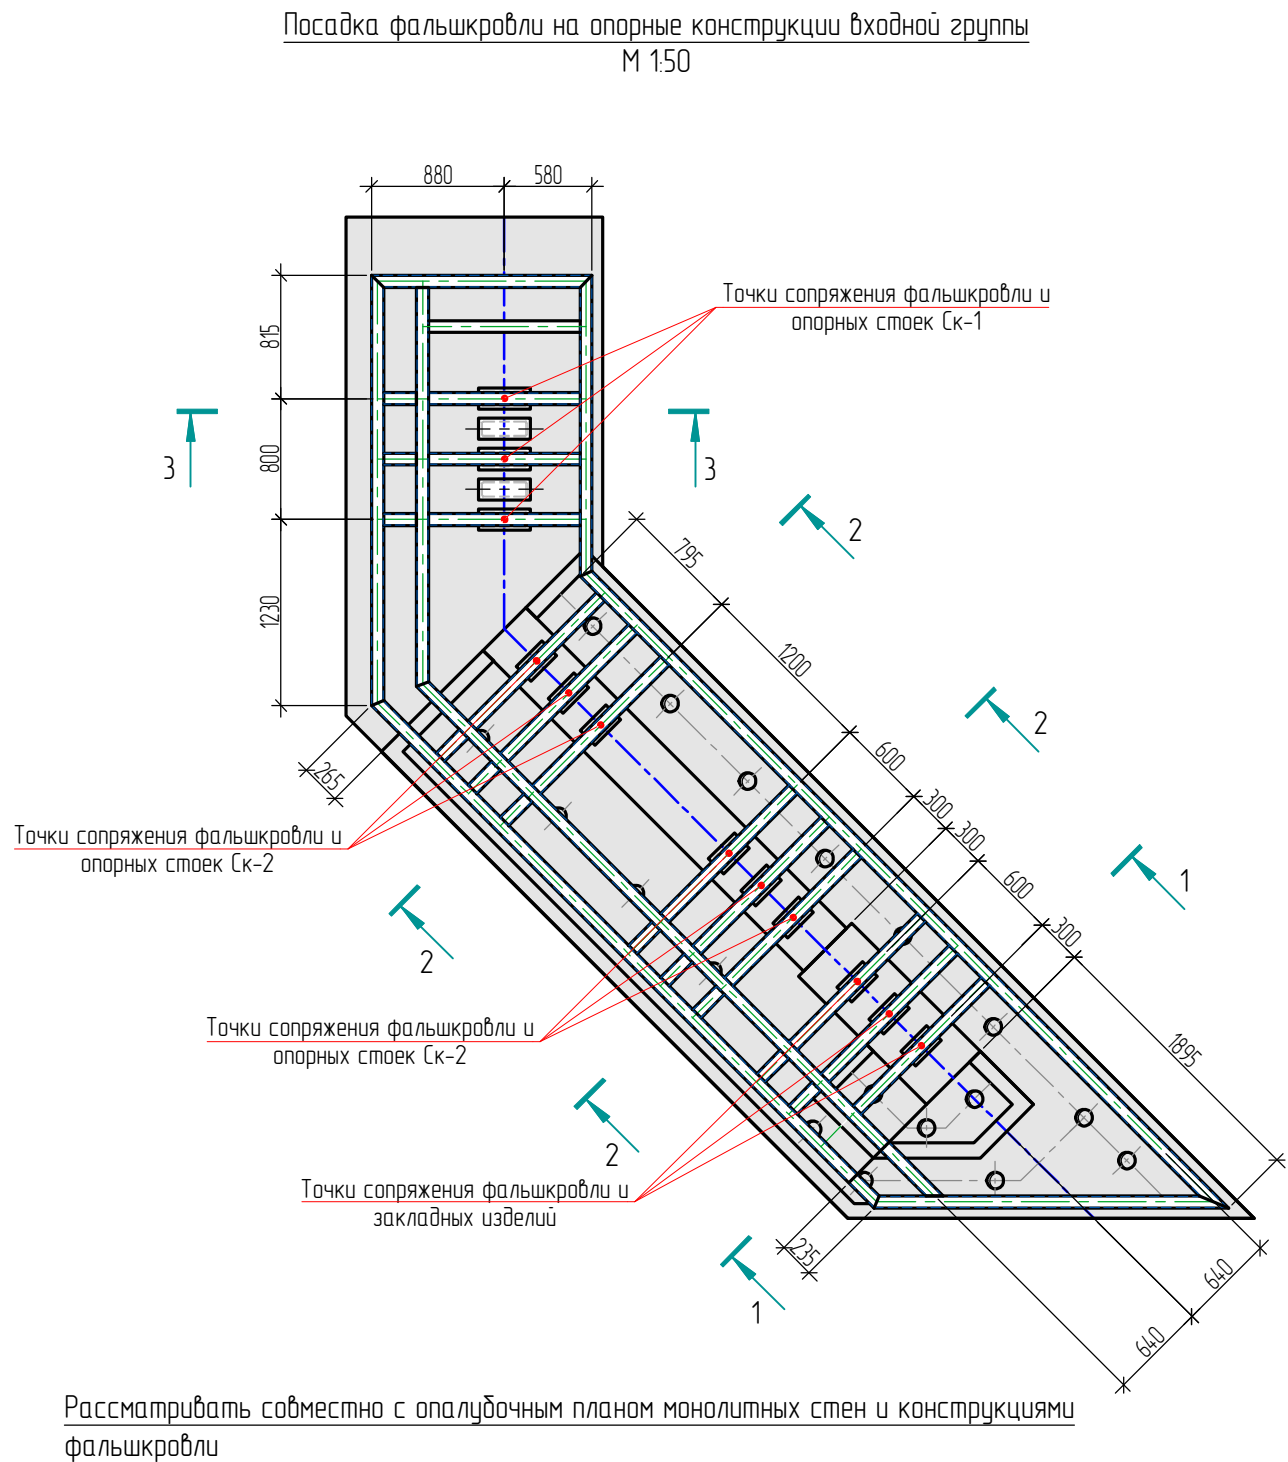 Посадка фальшкровли на опорные конструкции входной группы
М 1:50
880
580
Точки сопряжения фальшкровли и
опорных стоек Ск-1
815
800
3
3
2
795
1230
1200
2
600
265
300
300
Точки сопряжения фальшкровли и
опорных стоек Ск-2
600
1
300
2
Точки сопряжения фальшкровли и
опорных стоек Ск-2
1895
2
Точки сопряжения фальшкровли и
закладных изделий
235
640
1
640
Рассматривать совместно с опалубочным планом монолитных стен и конструкциями
фальшкровли